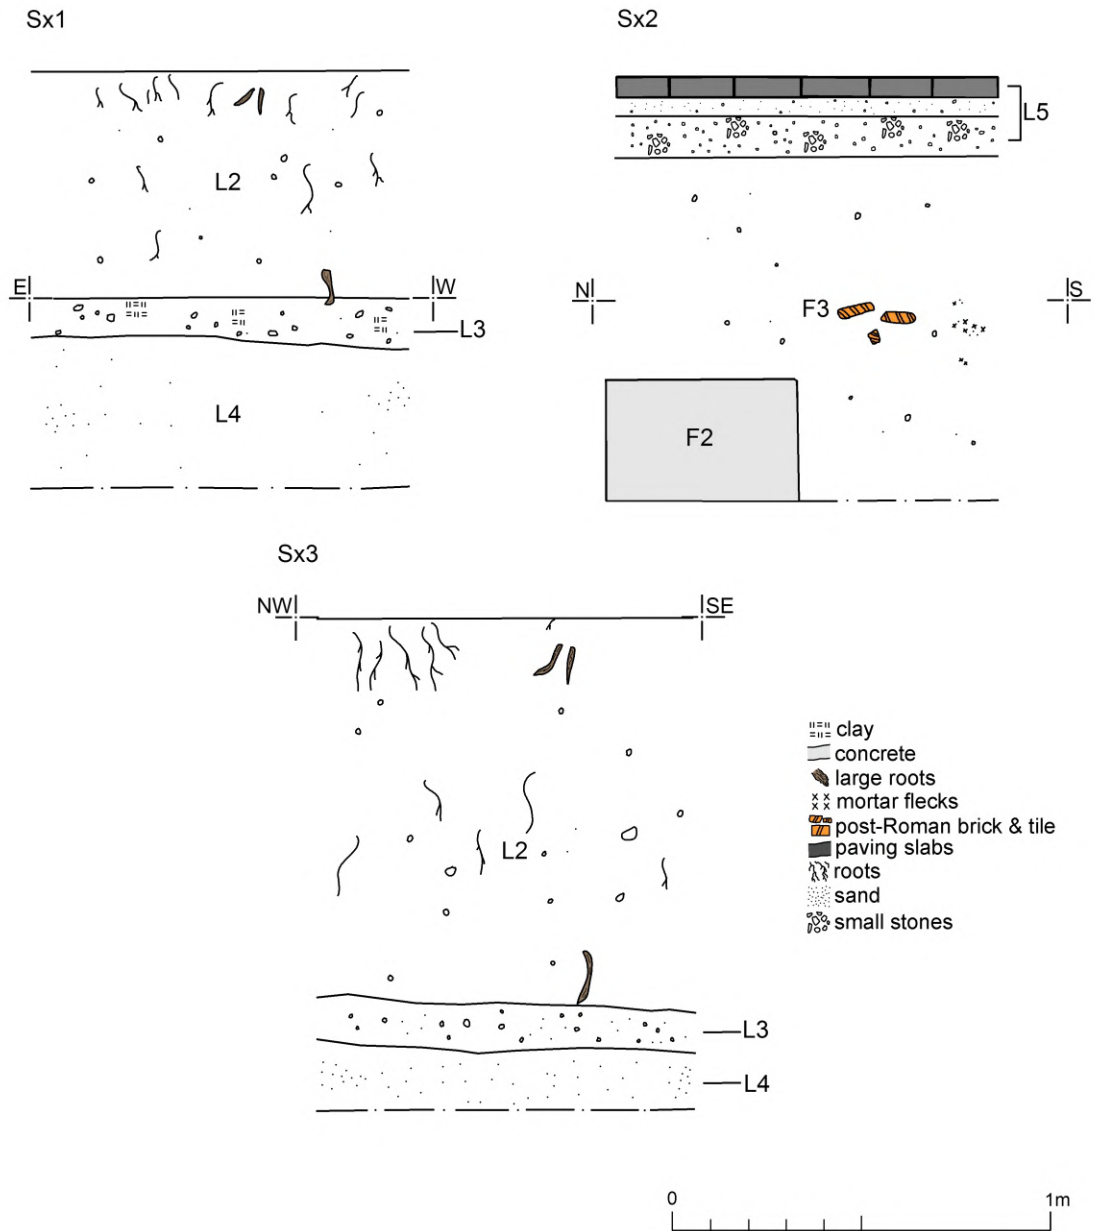 Sx1
Sx2
L5
L2
E
W
L3
L4
N
S
F3
F2
Sx3
NW
SE
L2
L3
L4
clay
concrete
large roots
mortar flecks
post-Roman brick & tile
paving slabs
roots
sand
small stones
0
1m